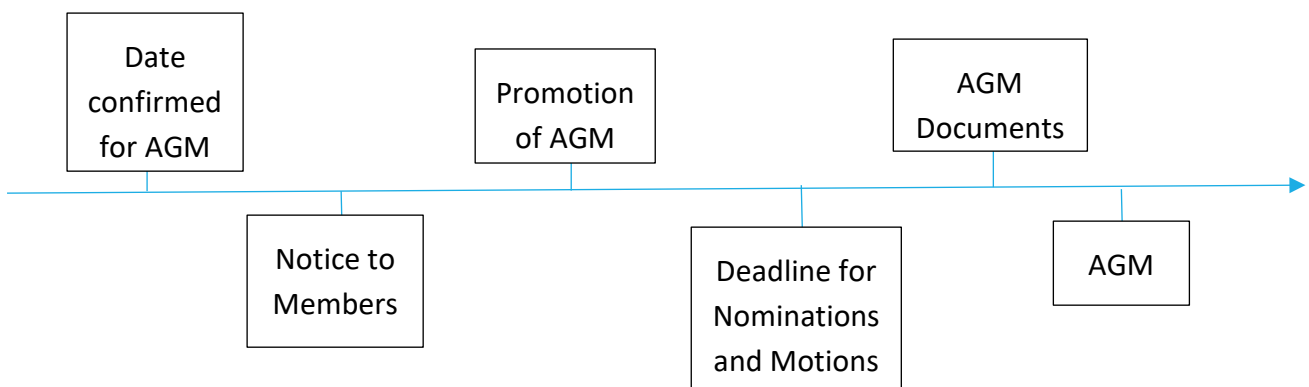 Date
confirmed
for AGM
Notice to
Members
Promotion
of AGM
Deadline for
Nominations
and Motions
AGM
Documents
AGM